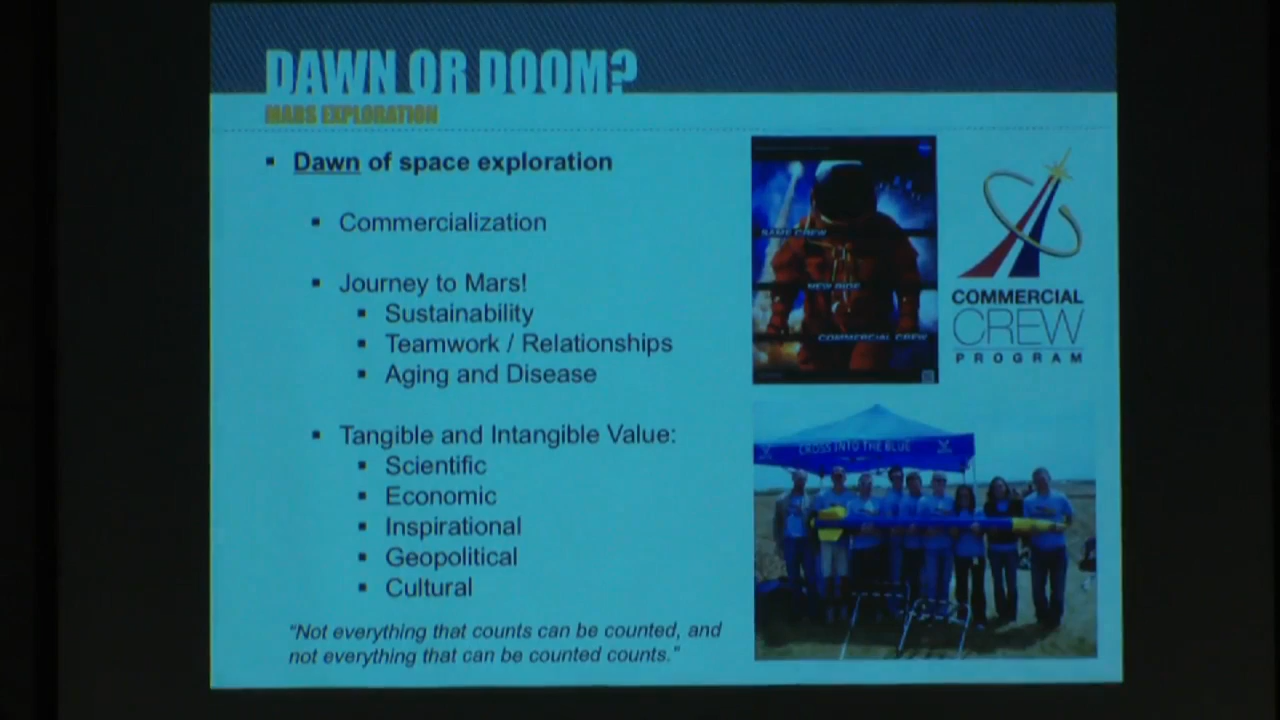 DAWN OR DOOM?
MARS EXPLORATION
Dawn of space exploration
Commercialization
Journey to Mars!
Sustainability
Teamwork / Relationships
Aging and Disease
Tangible and Intangible Value:
Scientific
Economic
Inspirational
Geopolitical
Cultural
"Not everything that counts can be counted, and
not everything that can be counted counts."
SAME CREW
NEW RIDE
COMMERCIAL CREW
COMMERCIAL
CREW
PROGRAM
CROSS INTO THE BLUE